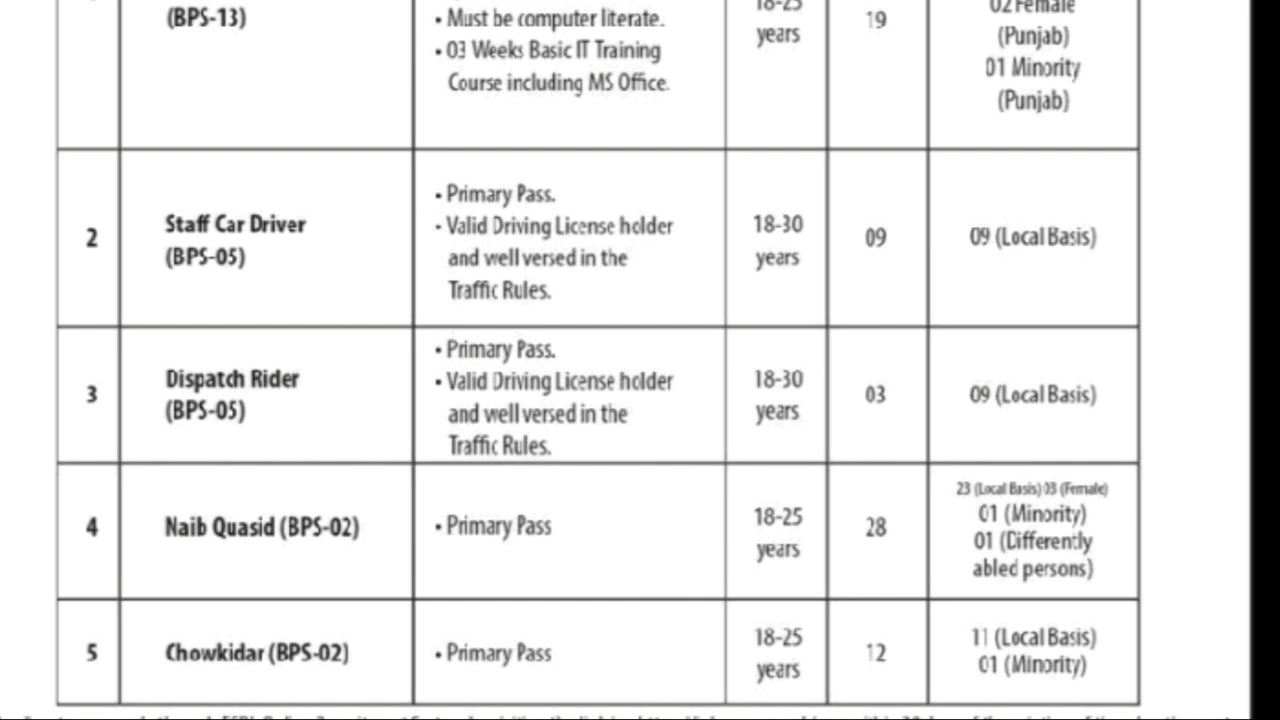 (BPS-13)
• Must be computer literate.
• 03 Weeks Basic IT Training
Course including MS Office.
18-25
years
19
02 Female
(Punjab)
01 Minority
(Punjab)
2
Staff Car Driver
(BPS-05)
• Primary Pass.
• Valid Driving License holder
and well versed in the
Traffic Rules.
18-30
years
09
09 (Local Basis)
3
Dispatch Rider
(BPS-05)
• Primary Pass.
• Valid Driving License holder
and well versed in the
Traffic Rules.
18-30
years
03
09 (Local Basis)
4
Naib Quasid (BPS-02)
• Primary Pass
18-25
years
28
23 (Local Basis) 03 (Female)
01 (Minority)
01 (Differently
abled persons)
5
Chowkidar (BPS-02)
• Primary Pass
18-25
years
12
11 (Local Basis)
01 (Minority)